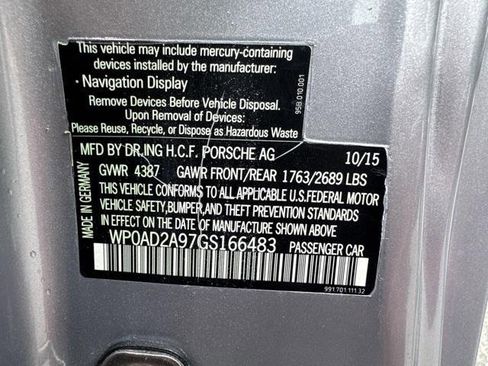 This vehicle may include mercury-containing
devices installed by the manufacturer:
· Navigation Display
Remove Devices Before Vehicle Disposal.
Upon Removal of Devices:
Please Reuse, Recycle, or Dispose as Hazardous Waste
95B.010.001
MFD BY DR.ING H.C.F. PORSCHE AG 10/15
GVWR 4387 GAWR FRONT/REAR 1763/2689 LBS
THIS VEHICLE CONFORMS TO ALL APPLICABLE U.S.FEDERAL MOTOR
VEHICLE SAFETY,BUMPER,AND THEFT PREVENTION STANDARDS
IN EFFECT ON THE DATE OF MANUFACTURE SHOWN ABOVE
WP0AD2A97GS166483 PASSENGER CAR
MADE IN GERMANY
991.701.111.32